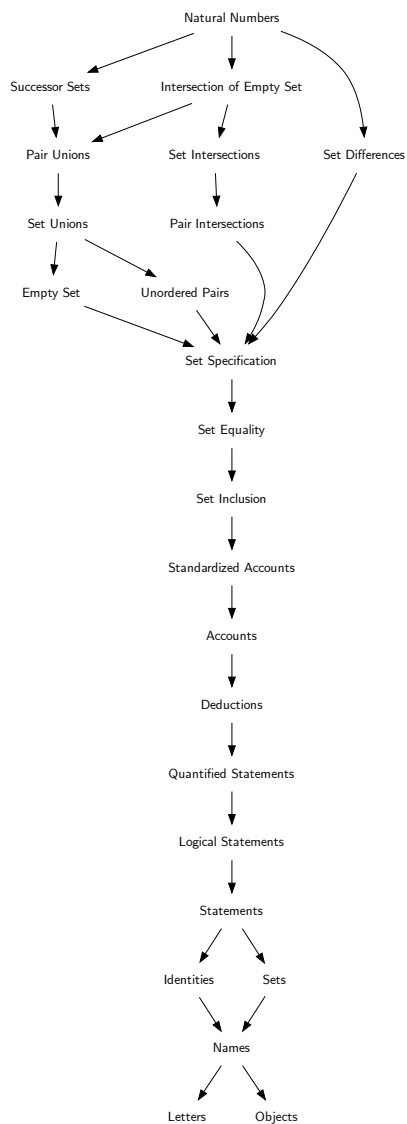 Natural Numbers
Successor Sets
Intersection of Empty Set
Pair Unions
Set Intersections
Set Differences
Set Unions
Pair Intersections
Empty Set
Unordered Pairs
Set Specification
Set Equality
Set Inclusion
Standardized Accounts
Accounts
Deductions
Quantified Statements
Logical Statements
Statements
Identities
Sets
Names
Letters
Objects